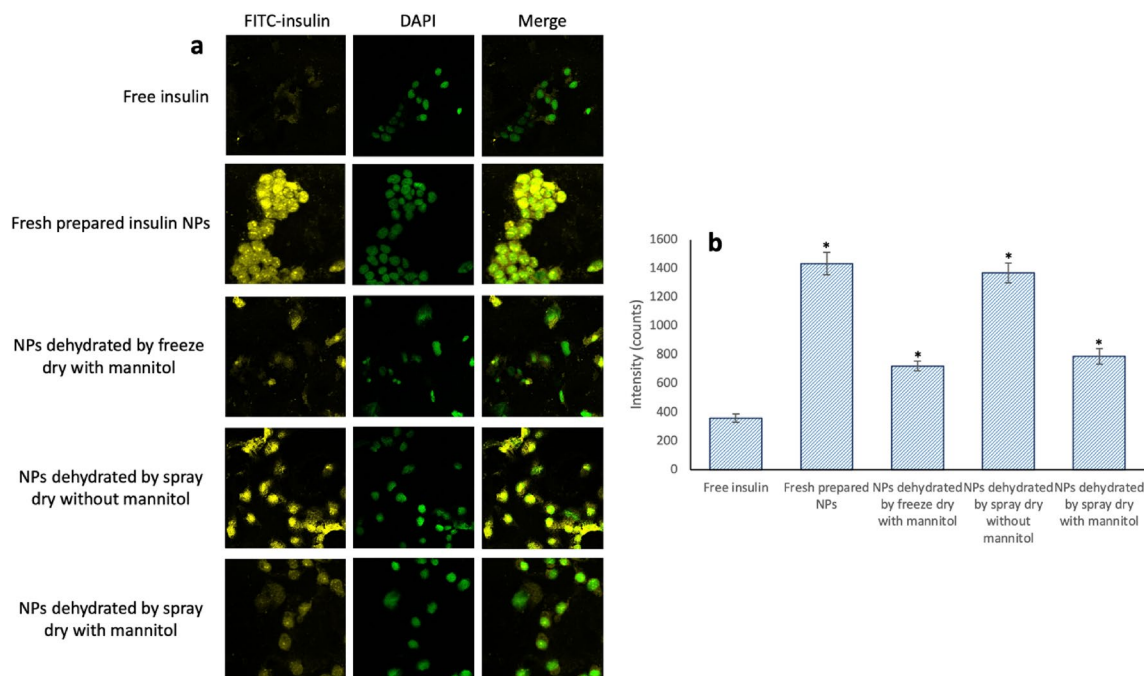 FITC-insulin
DAPI
Merge
a
Free insulin
Fresh prepared insulin NPs
NPs dehydrated by freeze
dry with mannitol
NPs dehydrated by spray
dry without mannitol
NPs dehydrated by spray
dry with mannitol
b
Intensity (counts)
1600
1400
1200
1000
800
600
400
200
0
*
*
*
*
Free insulin
Fresh prepared
NPs
NPs dehydrated
by freeze dry
with mannitol
NPs dehydrated
by spray dry
without
mannitol
NPs dehydrated
by spray dry
with mannitol